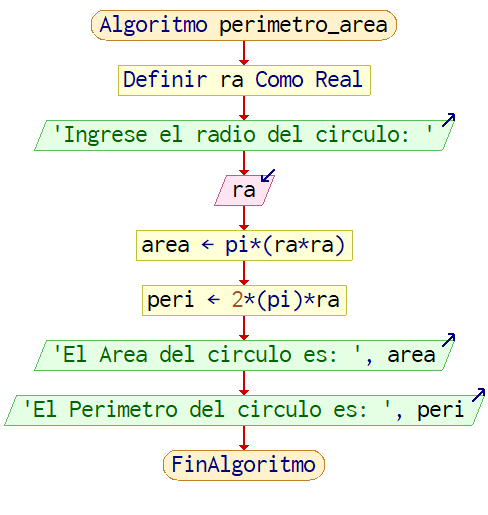 Algoritmo perimetro_area
Definir ra Como Real
'Ingrese el radio del circulo: '
ra
area ← pi*(ra*ra)
peri ← 2*(pi)*ra
'El Area del circulo es: ', area
'El Perimetro del circulo es: ', peri
FinAlgoritmo